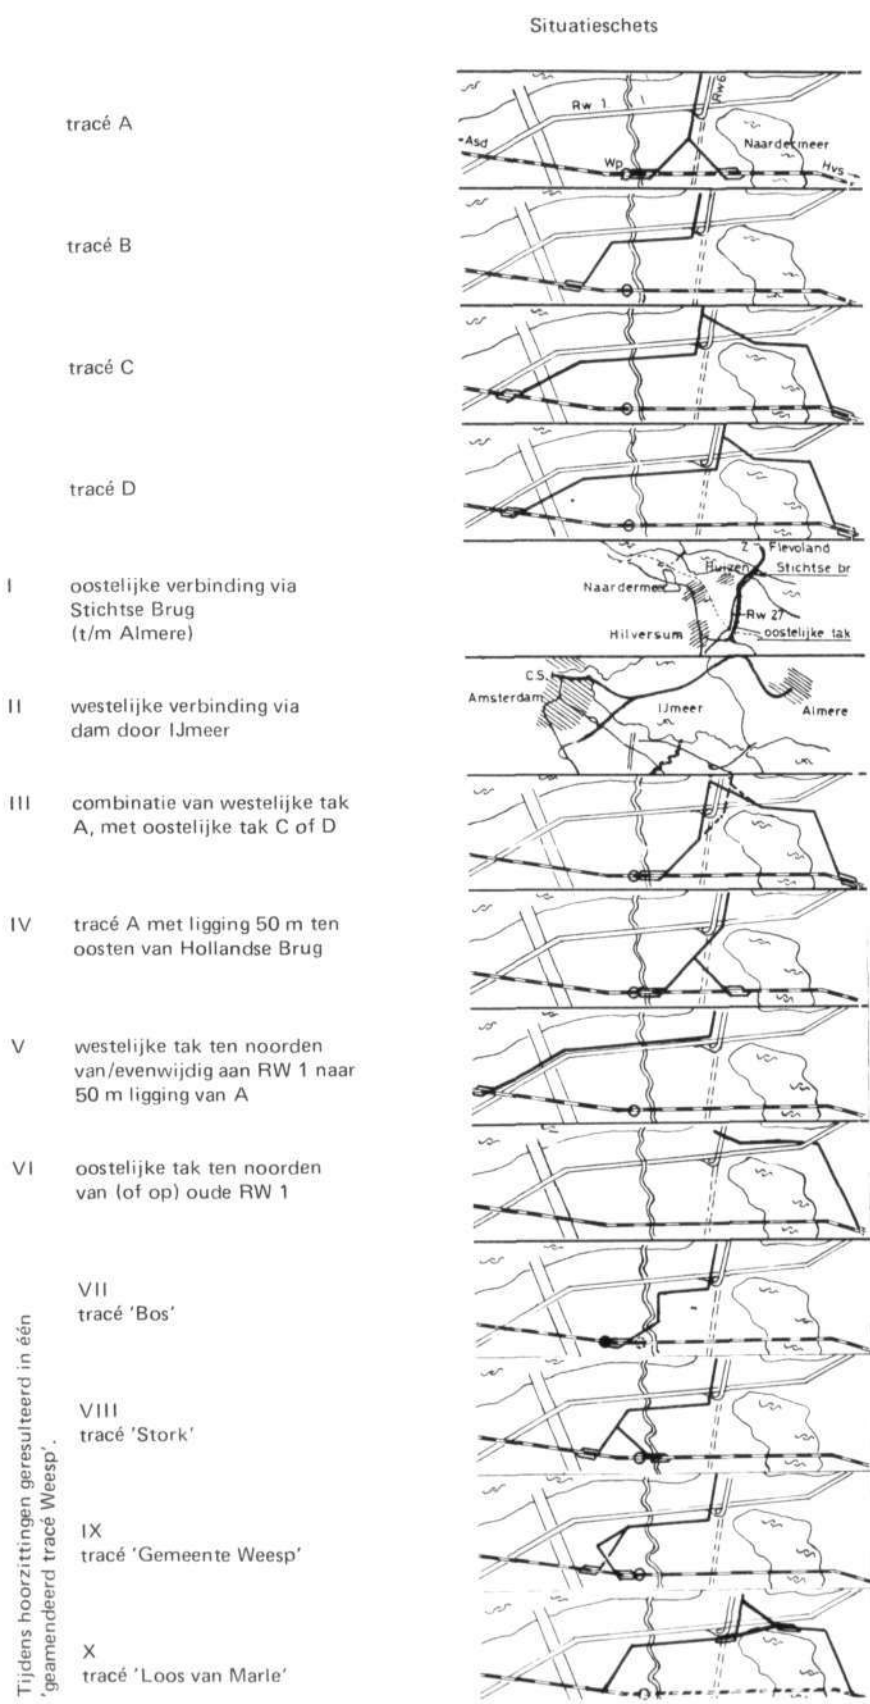 Situatieschets
tracé A
Rw 1
Rw6
Asd
Wp
Naardermeer
Hvs
tracé B
tracé C
tracé D
I oostelijke verbinding via
Stichtse Brug
(t/m Almere)
Z
Flevoland
Huizen
Stichtse br
Naardermeer
Rw 27
Hilversum
oostelijke tak
II westelijke verbinding via
dam door IJmeer
C.S.
Amsterdam
IJmeer
Almere
III combinatie van westelijke tak
A, met oostelijke tak C of D
IV tracé A met ligging 50 m ten
oosten van Hollandse Brug
V westelijke tak ten noorden
van/evenwijdig aan RW 1 naar
50 m ligging van A
VI oostelijke tak ten noorden
van (of op) oude RW 1
Tijdens hoorzittingen geresulteerd in één
'geamendeerd tracé Weesp'.
VII
tracé 'Bos'
VIII
tracé 'Stork'
IX
tracé 'Gemeente Weesp'
X
tracé 'Loos van Marle'